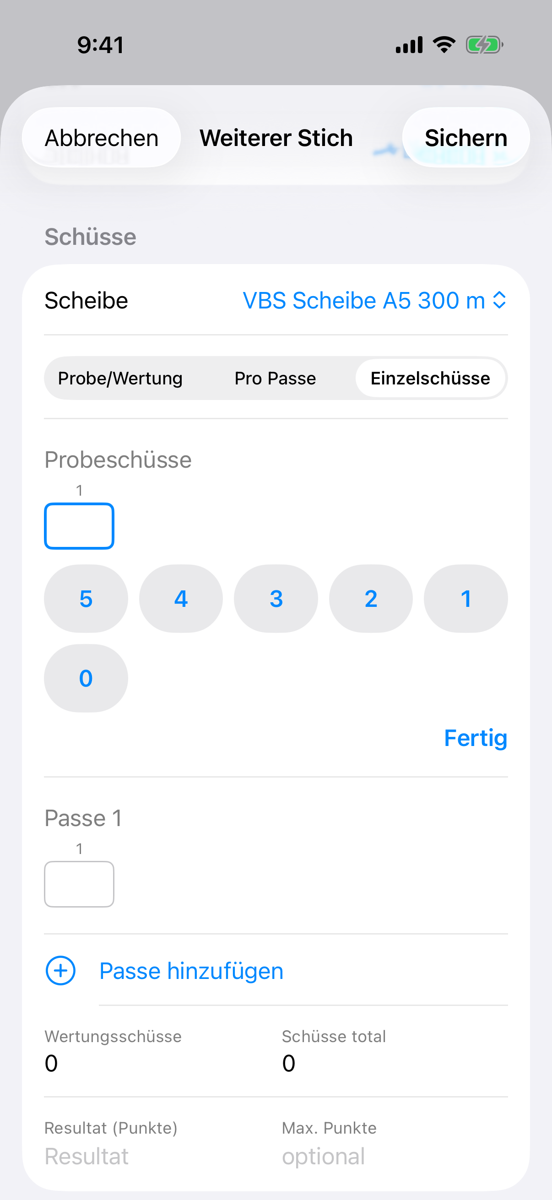 9:41
Abbrechen Weiterer Stich Sichern
Schüsse
Scheibe VBS Scheibe A5 300 m
Probe/Wertung Pro Passe Einzelschüsse
Probeschüsse
1
5 4 3 2 1
0
Fertig
Passe 1
1
Passe hinzufügen
Wertungsschüsse Schüsse total
0 0
Resultat (Punkte) Max. Punkte
Resultat optional